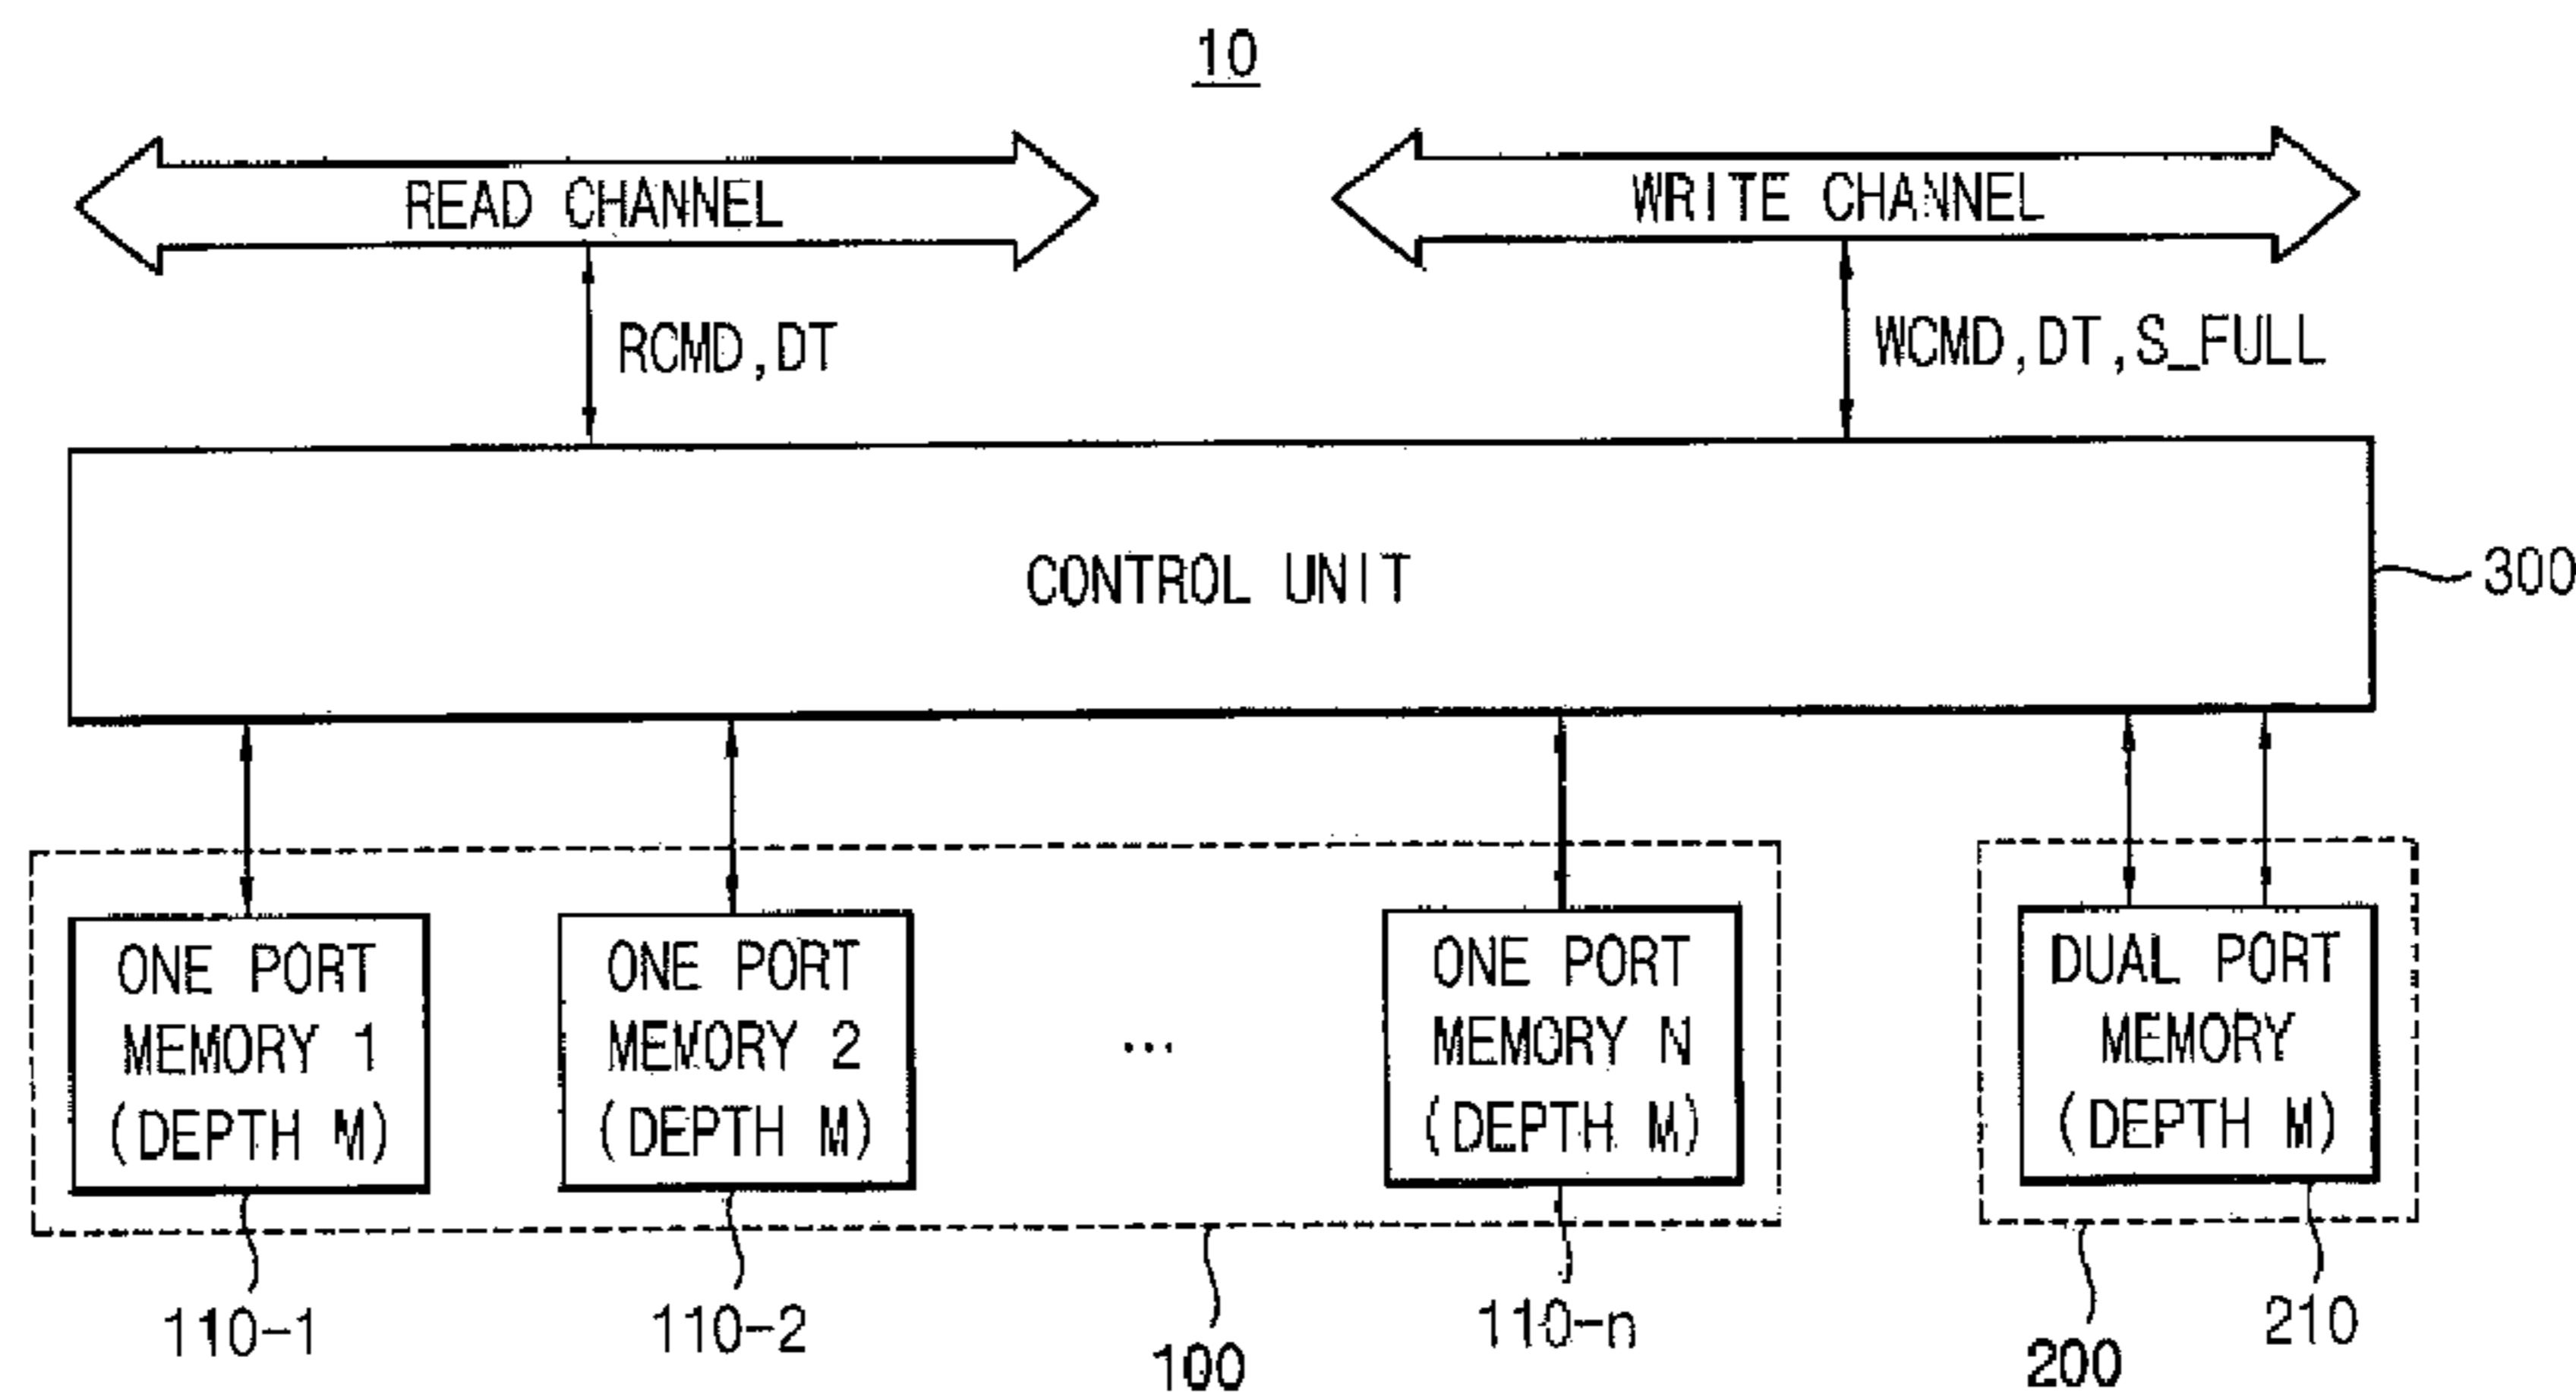 10
READ CHANNEL
WRITE CHANNEL
RCMD,DT
WCMD,DT,S_FULL
CONTROL UNIT
300
ONE PORT
MEMORY 1
(DEPTH M)
ONE PORT
MEMORY 2
(DEPTH M)
...
ONE PORT
MEMORY N
(DEPTH M)
DUAL PORT
MEMORY
(DEPTH M)
110-1
110-2
100
110-n
200
210